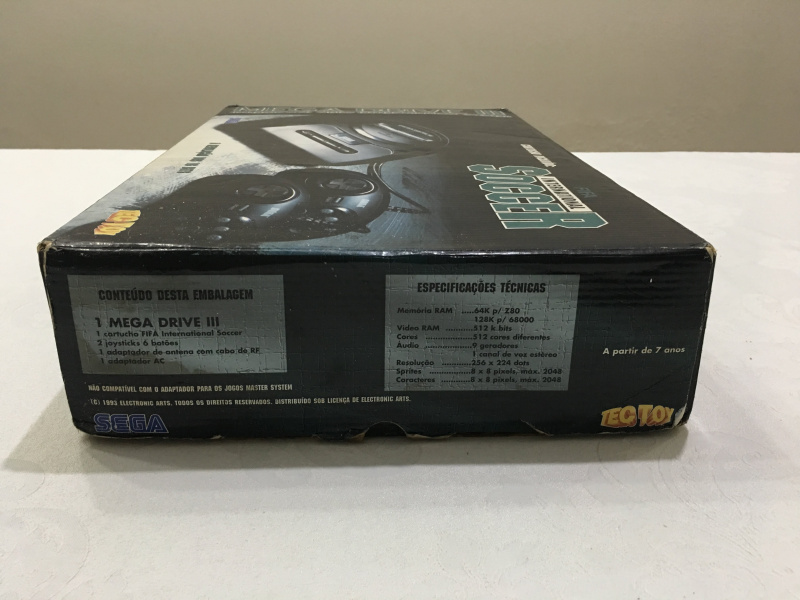 MEGA DRIVE III
INTERNATIONAL
SOCCER
TEC TOY
CONTEÚDO DESTA EMBALAGEM
1 MEGA DRIVE III
1 cartucho FIFA International Soccer
2 joysticks 6 botões
1 adaptador de antena com cabo de RF
1 adaptador AC
NÃO COMPATÍVEL COM O ADAPTADOR PARA OS JOGOS MASTER SYSTEM
(C) 1993 ELECTRONIC ARTS. TODOS OS DIREITOS RESERVADOS. DISTRIBUÍDO SOB LICENÇA DE ELECTRONIC ARTS.
SEGA
ESPECIFICAÇÕES TÉCNICAS
Memória RAM .....64K p/ Z80
128K p/ 68000
Video RAM ..........512 k bits
Cores ..........512 cores diferentes
Áudio ..........9 geradores
1 canal de voz estéreo
Resolução ........256 x 224 dots
Sprites ..........8 x 8 pixels, máx. 2048
Caracteres ........8 x 8 pixels, máx. 2048
A partir de 7 anos
TEC TOY